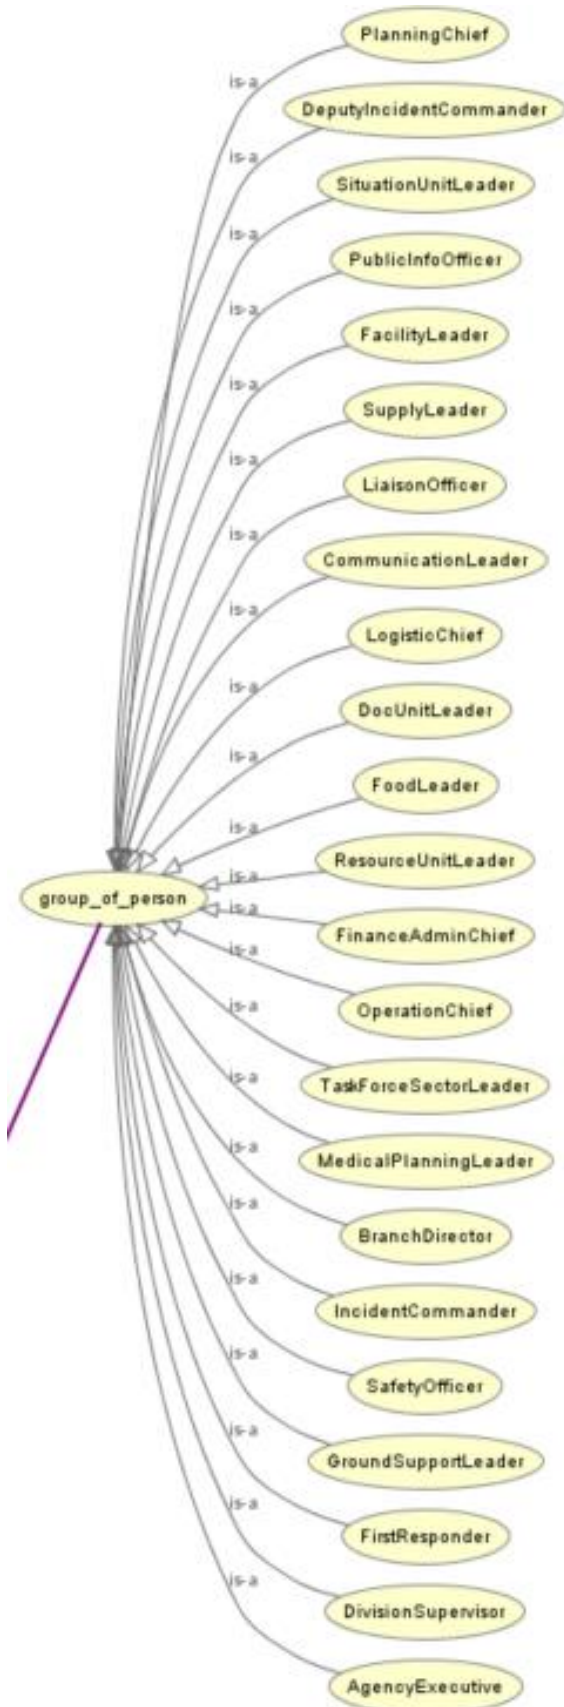 PlanningChief
is-a
DeputyIncidentCommander
is-a
SituationUnitLeader
is-a
PublicInfoOfficer
is-a
FacilityLeader
is-a
SupplyLeader
is-a
LiaisonOfficer
is-a
CommunicationLeader
is-a
LogisticChief
is-a
DocUnitLeader
is-a
FoodLeader
is-a
ResourceUnitLeader
is-a
group_of_person
is-a
FinanceAdminChief
is-a
OperationChief
is-a
TaskForceSectorLeader
is-a
MedicalPlanningLeader
is-a
BranchDirector
is-a
IncidentCommander
is-a
SafetyOfficer
is-a
GroundSupportLeader
is-a
FirstResponder
is-a
DivisionSupervisor
is-a
AgencyExecutive